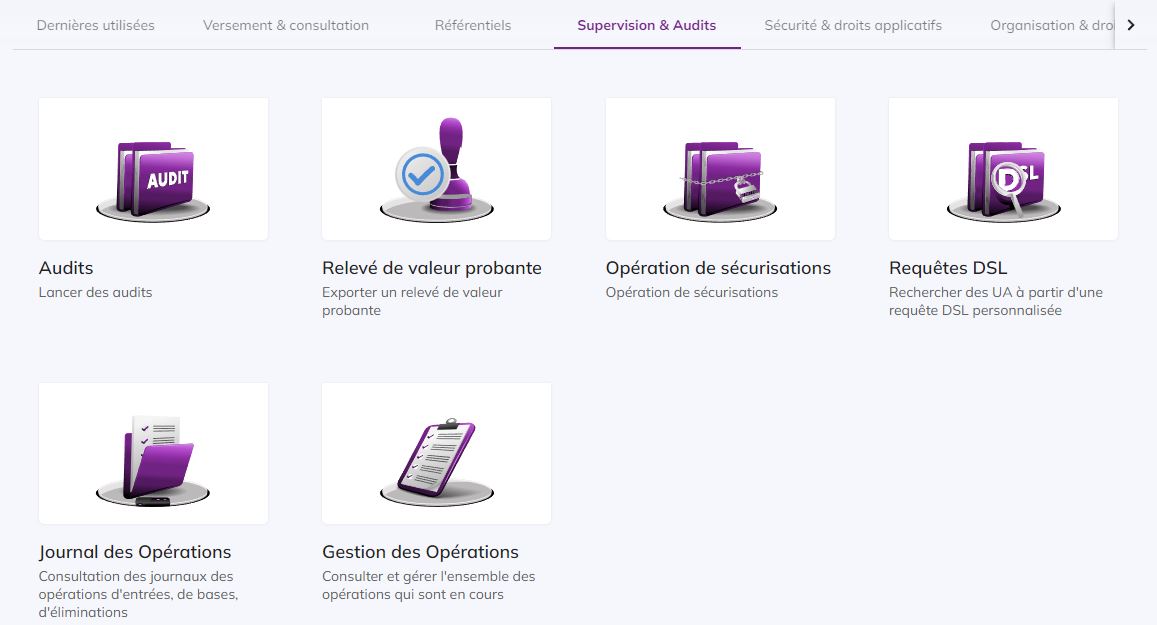 Dernières utilisées
Versement & consultation
Référentiels
Supervision & Audits
Sécurité & droits applicatifs
Organisation &
AUDIT
DSL
Audits
Lancer des audits
Relevé de valeur probante
Exporter un relevé de valeur
probante
Opération de sécurisations
Opération de sécurisations
Requêtes DSL
Rechercher des UA à partir d'une
requête DSL personnalisée
Journal des Opérations
Consultation des journaux des
opérations d'entrées, de bases,
d'éliminations
Gestion des Opérations
Consulter et gérer l'ensemble des
opérations qui sont en cours